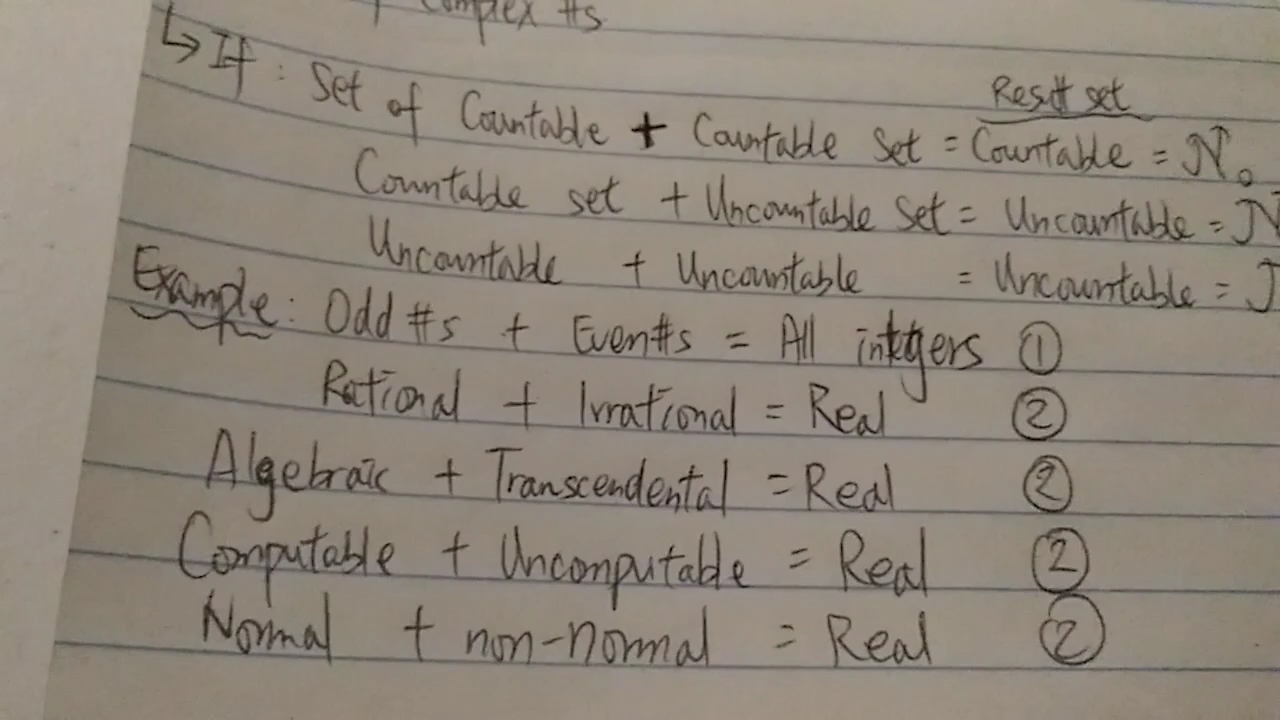 complex #s
↳ If : Set of Countable + Countable Set = Countable = ℵ₀
Result set
Countable set + Uncountable Set = Uncountable = ℵ
Uncountable + Uncountable = Uncountable =
Example: Odd #s + Even #s = All integers ①
Rational + Irrational = Real ②
Algebraic + Transcendental = Real ②
Computable + Uncomputable = Real ②
Normal + non-normal = Real ②